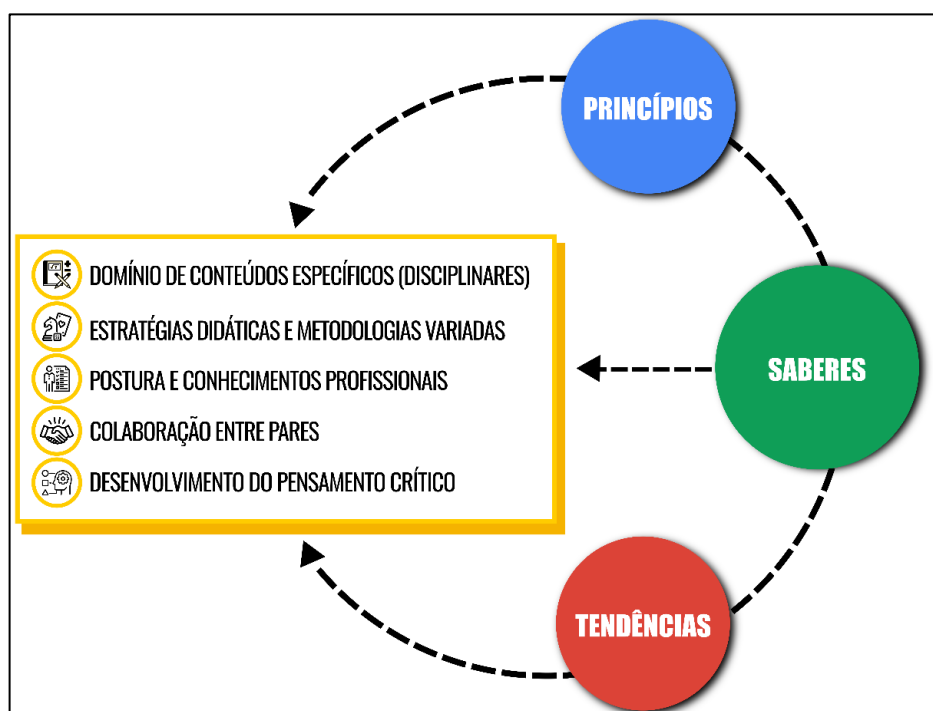 PRINCÍPIOS
DOMÍNIO DE CONTEÚDOS ESPECÍFICOS (DISCIPLINARES)
ESTRATÉGIAS DIDÁTICAS E METODOLOGIAS VARIADAS
POSTURA E CONHECIMENTOS PROFISSIONAIS
COLABORAÇÃO ENTRE PARES
DESENVOLVIMENTO DO PENSAMENTO CRÍTICO
SABERES
TENDÊNCIAS